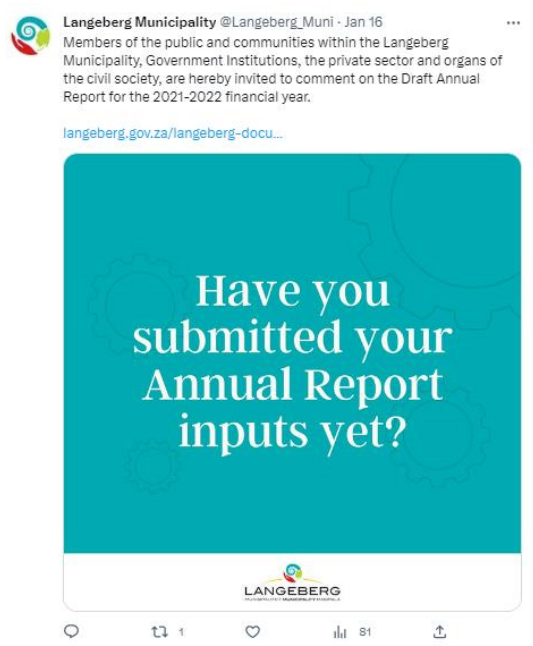 Langeberg Municipality @Langeberg_Muni · Jan 16
Members of the public and communities within the Langeberg
Municipality, Government Institutions, the private sector and organs of
the civil society, are hereby invited to comment on the Draft Annual
Report for the 2021-2022 financial year.
langeberg.gov.za/langeberg-docu...
Have you
submitted your
Annual Report
inputs yet?
LANGEBERG
1 81